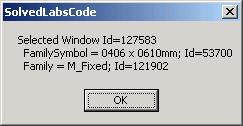 SolvedLabsCode
Selected Window Id=127583
FamilySymbol = 0406 x 0610mm; Id=53700
Family = M_Fixed; Id=121902
OK